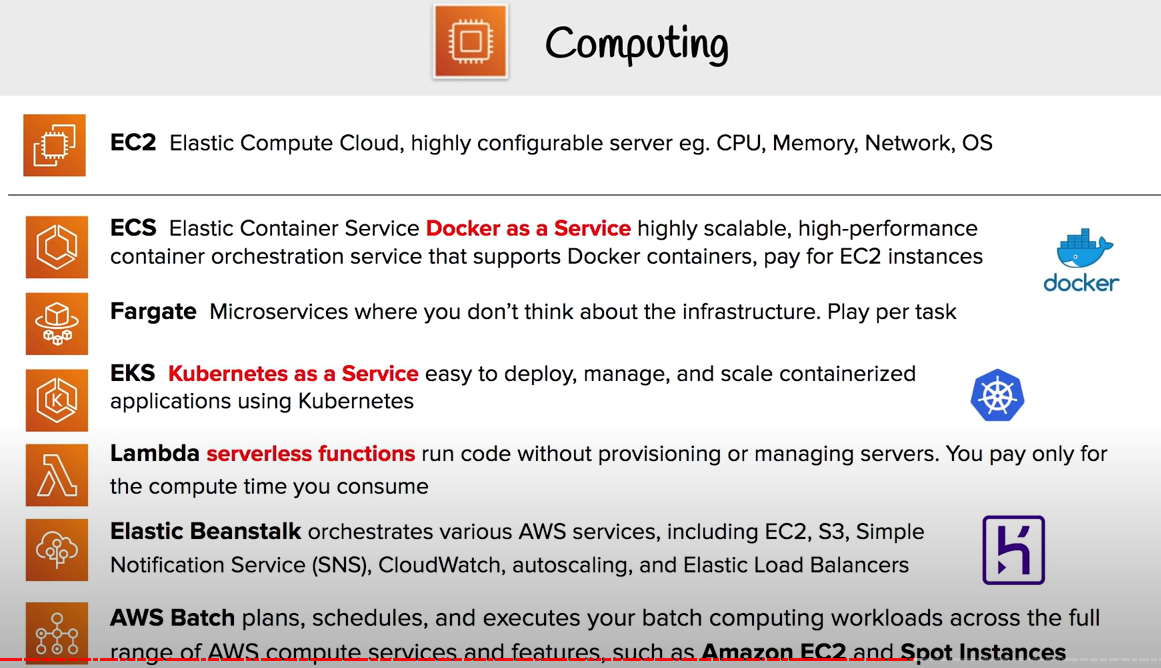 Computing
EC2 Elastic Compute Cloud, highly configurable server eg. CPU, Memory, Network, OS
ECS Elastic Container Service Docker as a Service highly scalable, high-performance
container orchestration service that supports Docker containers, pay for EC2 instances
docker
Fargate Microservices where you don’t think about the infrastructure. Play per task
EKS Kubernetes as a Service easy to deploy, manage, and scale containerized
applications using Kubernetes
K
Lambda serverless functions run code without provisioning or managing servers. You pay only for
the compute time you consume
Elastic Beanstalk orchestrates various AWS services, including EC2, S3, Simple
Notification Service (SNS), CloudWatch, autoscaling, and Elastic Load Balancers
AWS Batch plans, schedules, and executes your batch computing workloads across the full
range of AWS compute services and features, such as Amazon EC2 and Spot Instances